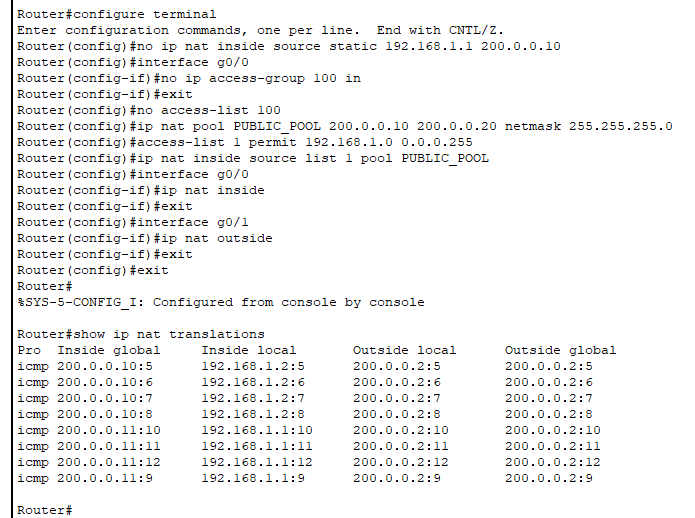 Router#configure terminal
Enter configuration commands, one per line.  End with CNTL/Z.
Router(config)#no ip nat inside source static 192.168.1.1 200.0.0.10
Router(config)#interface g0/0
Router(config-if)#no ip access-group 100 in
Router(config-if)#exit
Router(config)#no access-list 100
Router(config)#ip nat pool PUBLIC_POOL 200.0.0.10 200.0.0.20 netmask 255.255.255.0
Router(config)#access-list 1 permit 192.168.1.0 0.0.0.255
Router(config)#ip nat inside source list 1 pool PUBLIC_POOL
Router(config)#interface g0/0
Router(config-if)#ip nat inside
Router(config-if)#exit
Router(config)#interface g0/1
Router(config-if)#ip nat outside
Router(config-if)#exit
Router(config)#exit
Router#
%SYS-5-CONFIG_I: Configured from console by console

Router#show ip nat translations
Pro  Inside global     Inside local       Outside local      Outside global
icmp 200.0.0.10:5      192.168.1.2:5      200.0.0.2:5        200.0.0.2:5
icmp 200.0.0.10:6      192.168.1.2:6      200.0.0.2:6        200.0.0.2:6
icmp 200.0.0.10:7      192.168.1.2:7      200.0.0.2:7        200.0.0.2:7
icmp 200.0.0.10:8      192.168.1.2:8      200.0.0.2:8        200.0.0.2:8
icmp 200.0.0.11:10     192.168.1.1:10     200.0.0.2:10       200.0.0.2:10
icmp 200.0.0.11:11     192.168.1.1:11     200.0.0.2:11       200.0.0.2:11
icmp 200.0.0.11:12     192.168.1.1:12     200.0.0.2:12       200.0.0.2:12
icmp 200.0.0.11:9      192.168.1.1:9      200.0.0.2:9        200.0.0.2:9

Router#